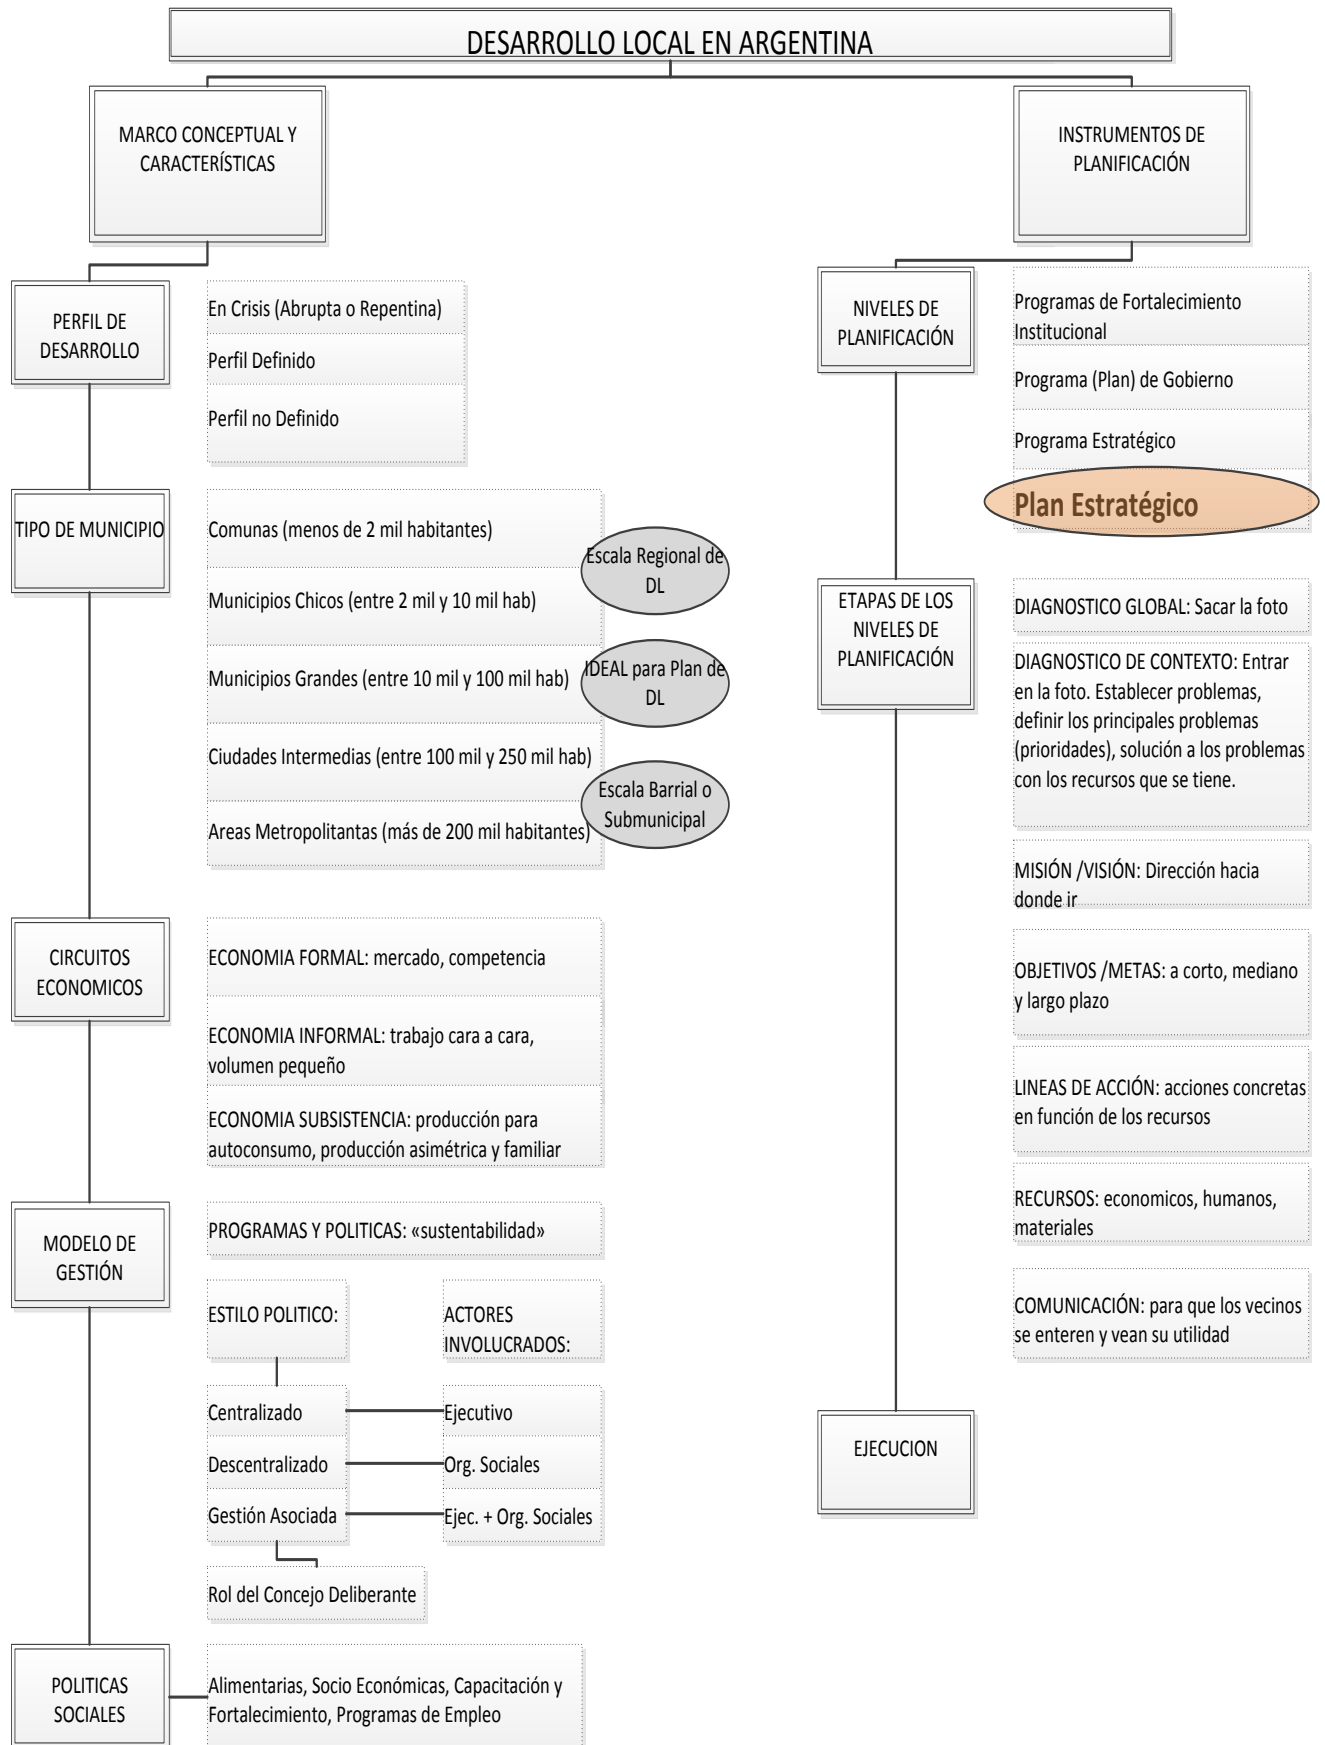 DESARROLLO LOCAL EN ARGENTINA
MARCO CONCEPTUAL Y
CARACTERÍSTICAS
PERFIL DE
DESARROLLO
En Crisis (Abrupta o Repentina)
Perfil Definido
Perfil no Definido
TIPO DE MUNICIPIO
Comunas (menos de 2 mil habitantes)
Municipios Chicos (entre 2 mil y 10 mil hab)
Municipios Grandes (entre 10 mil y 100 mil hab)
Ciudades Intermedias (entre 100 mil y 250 mil hab)
Areas Metropolitantas (más de 200 mil habitantes)
Escala Regional de
DL
IDEAL para Plan de
DL
Escala Barrial o
Submunicipal
CIRCUITOS
ECONOMICOS
ECONOMIA FORMAL: mercado, competencia
ECONOMIA INFORMAL: trabajo cara a cara,
volumen pequeño
ECONOMIA SUBSISTENCIA: producción para
autoconsumo, producción asimétrica y familiar
MODELO DE
GESTIÓN
PROGRAMAS Y POLITICAS: «sustentabilidad»
ESTILO POLITICO:
ACTORES
INVOLUCRADOS:
Centralizado
Ejecutivo
Descentralizado
Org. Sociales
Gestión Asociada
Ejec. + Org. Sociales
Rol del Concejo Deliberante
POLITICAS
SOCIALES
Alimentarias, Socio Económicas, Capacitación y
Fortalecimiento, Programas de Empleo
INSTRUMENTOS DE
PLANIFICACIÓN
NIVELES DE
PLANIFICACIÓN
Programas de Fortalecimiento
Institucional
Programa (Plan) de Gobierno
Programa Estratégico
Plan Estratégico
ETAPAS DE LOS
NIVELES DE
PLANIFICACIÓN
DIAGNOSTICO GLOBAL: Sacar la foto
DIAGNOSTICO DE CONTEXTO: Entrar
en la foto. Establecer problemas,
definir los principales problemas
(prioridades), solución a los problemas
con los recursos que se tiene.
MISIÓN /VISIÓN: Dirección hacia
donde ir
OBJETIVOS /METAS: a corto, mediano
y largo plazo
LINEAS DE ACCIÓN: acciones concretas
en función de los recursos
RECURSOS: economicos, humanos,
materiales
COMUNICACIÓN: para que los vecinos
se enteren y vean su utilidad
EJECUCION